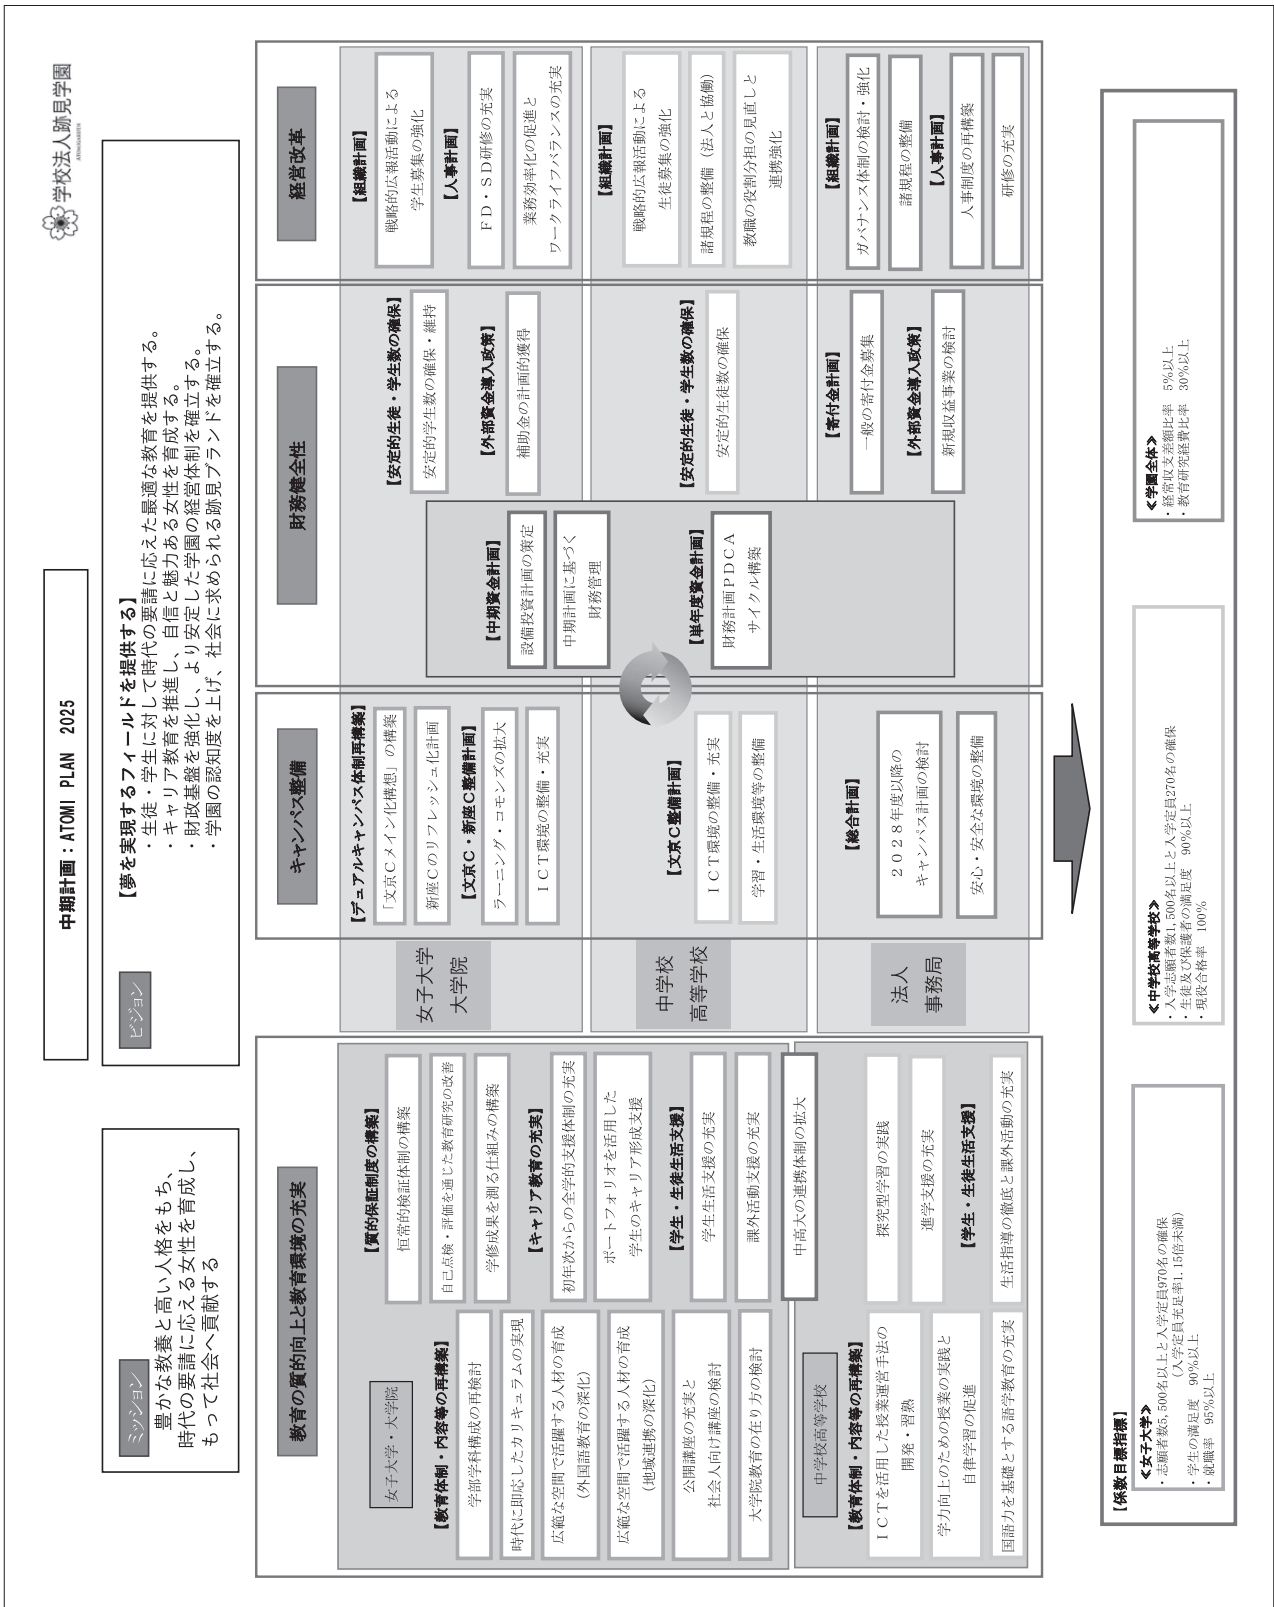 中期計画：ATOMI PLAN 2025
学校法人跡見学園
ATOMI GAKUEN
ミッション
豊かな教養と高い人格をもち、
時代の要請に応える女性を育成し、
もって社会へ貢献する
ビジョン
【夢を実現するフィールドを提供する】
・生徒・学生に対して時代の要請に応えた最適な教育を提供する。
・キャリア教育を推進し、自信と魅力ある女性を育成する。
・財政基盤を強化し、より安定した学園の経営体制を確立する。
・学園の認知度を上げ、社会に求められる跡見ブランドを確立する。
教育の質的向上と教育環境の充実
女子大学・大学院
【教育体制・内容等の再構築】
学部学科構成の再検討
時代に即応したカリキュラムの実現
広範な空間で活躍する人材の育成
（外国語教育の深化）
広範な空間で活躍する人材の育成
（地域連携の深化）
公開講座の充実と
社会人向け講座の検討
大学院教育の在り方の検討
【質的保証制度の構築】
恒常的検証体制の構築
自己点検・評価を通じた教育研究の改善
学修成果を測る仕組みの構築
【キャリア教育の充実】
初年次からの全学的支援体制の充実
ポートフォリオを活用した
学生のキャリア形成支援
【学生・生徒生活支援】
学生生活支援の充実
課外活動支援の充実
中高大の連携体制の拡大
中学校高等学校
【教育体制・内容等の再構築】
ＩＣＴを活用した授業運営手法の
開発・習熟
学力向上のための授業の実践と
自律学習の促進
国語力を基礎とする語学教育の充実
探究型学習の実践
進学支援の充実
【学生・生徒生活支援】
生活指導の徹底と課外活動の充実
女子大学
大学院
中学校
高等学校
法人
事務局
キャンパス整備
【デュアルキャンパス体制再構築】
「文京Ｃメイン化構想」の構築
新座Ｃのリフレッシュ化計画
【文京Ｃ・新座Ｃ整備計画】
ラーニング・コモンズの拡大
ＩＣＴ環境の整備・充実
【文京Ｃ整備計画】
ＩＣＴ環境の整備・充実
学習・生活環境等の整備
【総合計画】
２０２８年度以降の
キャンパス計画の検討
安心・安全な環境の整備
財務健全性
【中期資金計画】
設備投資計画の策定
中期計画に基づく
財務管理
【単年度資金計画】
財務計画ＰＤＣＡ
サイクル構築
【安定的生徒・学生数の確保】
安定的学生数の確保・維持
【外部資金導入政策】
補助金の計画的獲得
【安定的生徒・学生数の確保】
安定的生徒数の確保
【寄付金計画】
一般の寄付金募集
【外部資金導入政策】
新規収益事業の検討
経営改革
【組織計画】
戦略的広報活動による
学生募集の強化
【人事計画】
ＦＤ・ＳＤ研修の充実
業務効率化の促進と
ワークライフバランスの充実
【組織計画】
戦略的広報活動による
生徒募集の強化
諸規程の整備（法人と協働）
教職の役割分担の見直しと
連携強化
【組織計画】
ガバナンス体制の検討・強化
諸規程の整備
【人事計画】
人事制度の再構築
研修の充実
【係数目標指標】
≪女子大学≫
・志願者数5,500名以上と入学定員970名の確保
（入学定員充足率1.15倍未満）
・学生の満足度　90％以上
・就職率　95％以上
≪中学校高等学校≫
・入学志願者数1,500名以上と入学定員270名の確保
・生徒及び保護者の満足度　90％以上
・現役合格率　100％
≪学園全体≫
・経常収支差額比率　5％以上
・教育研究経費比率　30％以上